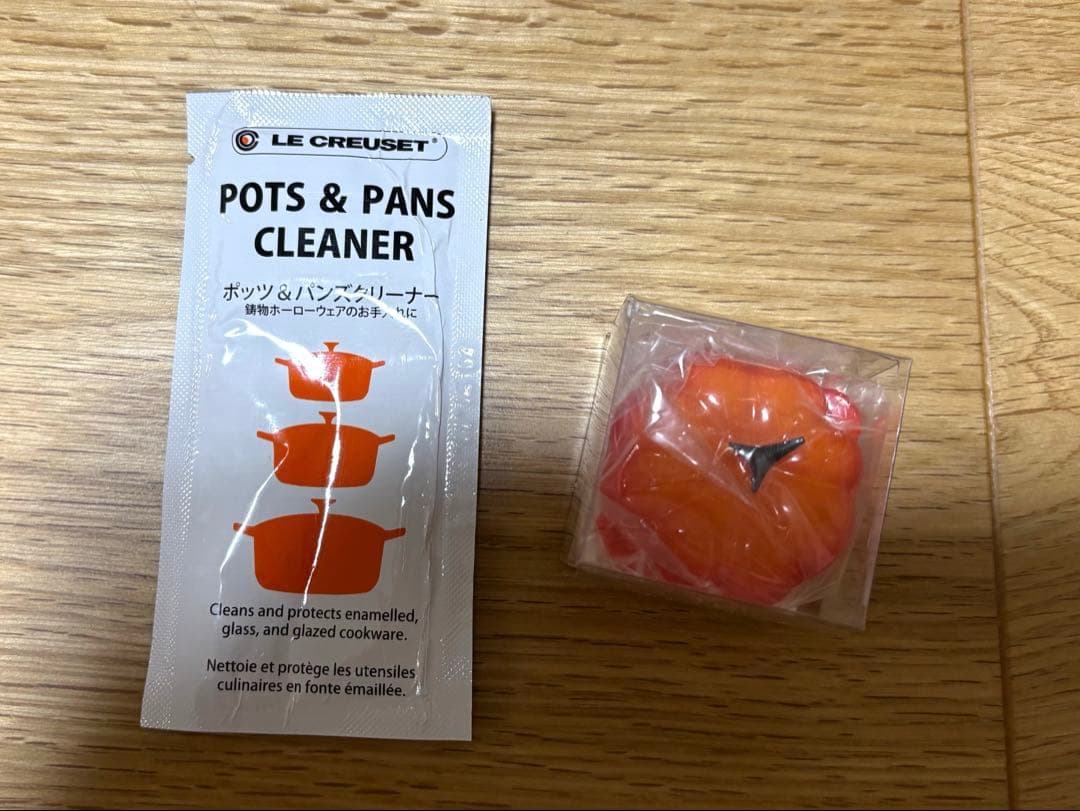 LE CREUSET®
POTS & PANS
CLEANER
ポッツ&パンズクリーナー
鋳物ホーローウェアのお手入れに
Cleans and protects enamelled,
glass, and glazed cookware.
Nettoie et protège les utensiles
culinaires en fonte émaillée.